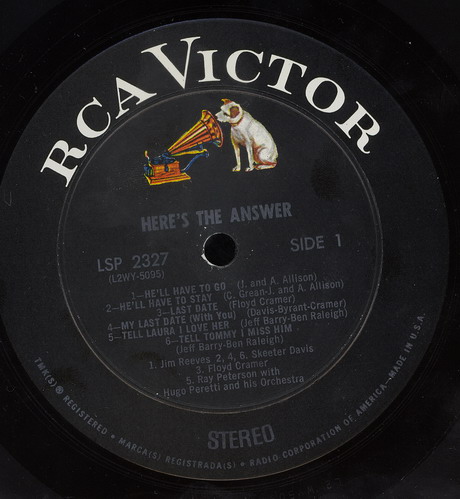 RCA VICTOR
HERE'S THE ANSWER
LSP 2327
(L2WY-5095)
SIDE 1
1—HE'LL HAVE TO GO (J. and A. Allison)
2—HE'LL HAVE TO STAY (C. Grean-J. and A. Allison)
3—LAST DATE (Floyd Cramer)
4—MY LAST DATE (With You) (Davis-Byrant-Cramer)
5—TELL LAURA I LOVE HER (Jeff Barry-Ben Raleigh)
6—TELL TOMMY I MISS HIM
(Jeff Barry-Ben Raleigh)
1. Jim Reeves 2, 4, 6. Skeeter Davis
3. Floyd Cramer
5. Ray Peterson with
Hugo Peretti and his Orchestra
STEREO
TMK(S) ® REGISTERED • MARCA(S) REGISTRADA(S) • RADIO CORPORATION OF AMERICA—MADE IN U.S.A.